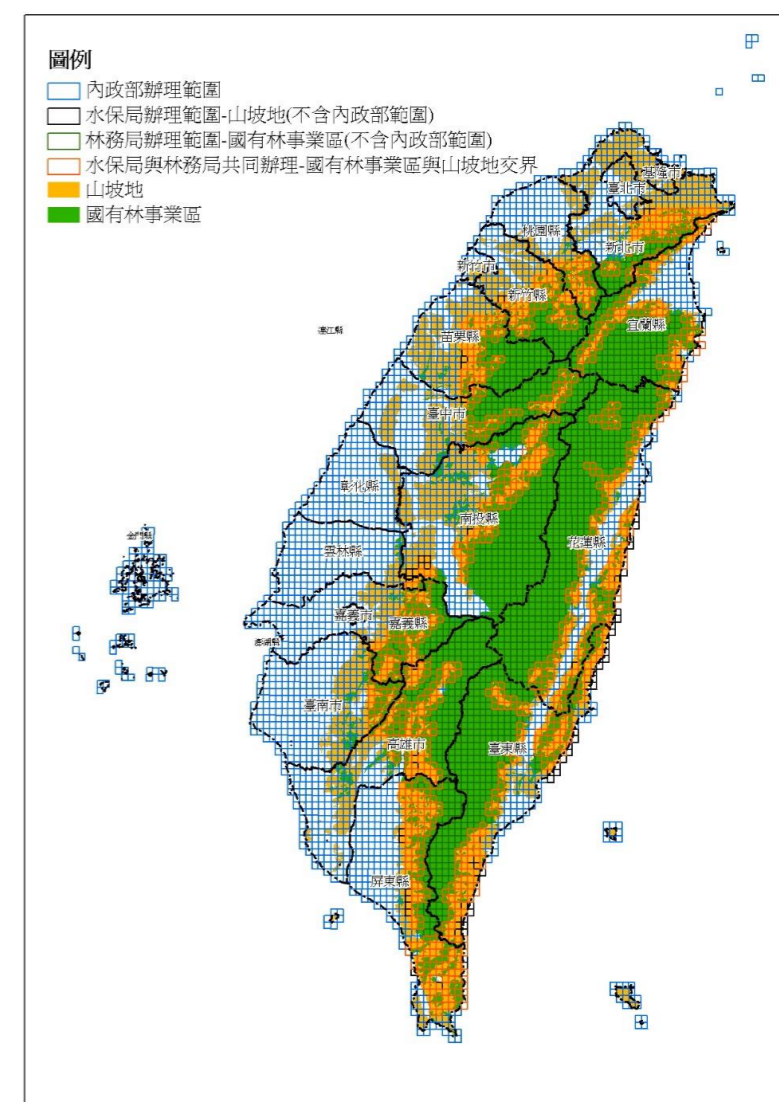 圖例
內政部辦理範圍
水保局辦理範圍-山坡地(不含內政部範圍)
林務局辦理範圍-國有林事業區(不含內政部範圍)
水保局與林務局共同辦理-國有林事業區與山坡地交界
山坡地
國有林事業區
基隆市
臺北市
桃園縣
新北市
新竹市
新竹縣
宜蘭縣
連江縣
苗栗縣
臺中市
彰化縣
南投縣
金門縣
花蓮縣
雲林縣
嘉義市
嘉義縣
澎湖縣
臺南市
高雄市
臺東縣
屏東縣